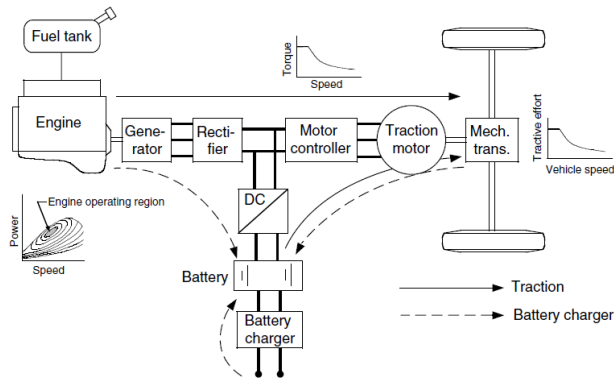 Fuel tank
Engine
Gene-
rator
Recti-
fier
Motor
controller
Traction
motor
Mech.
trans.
Torque
Speed
Tractive effort
Vehicle speed
DC
Engine operating region
Power
Speed
Battery
Battery
charger
Traction
Battery charger